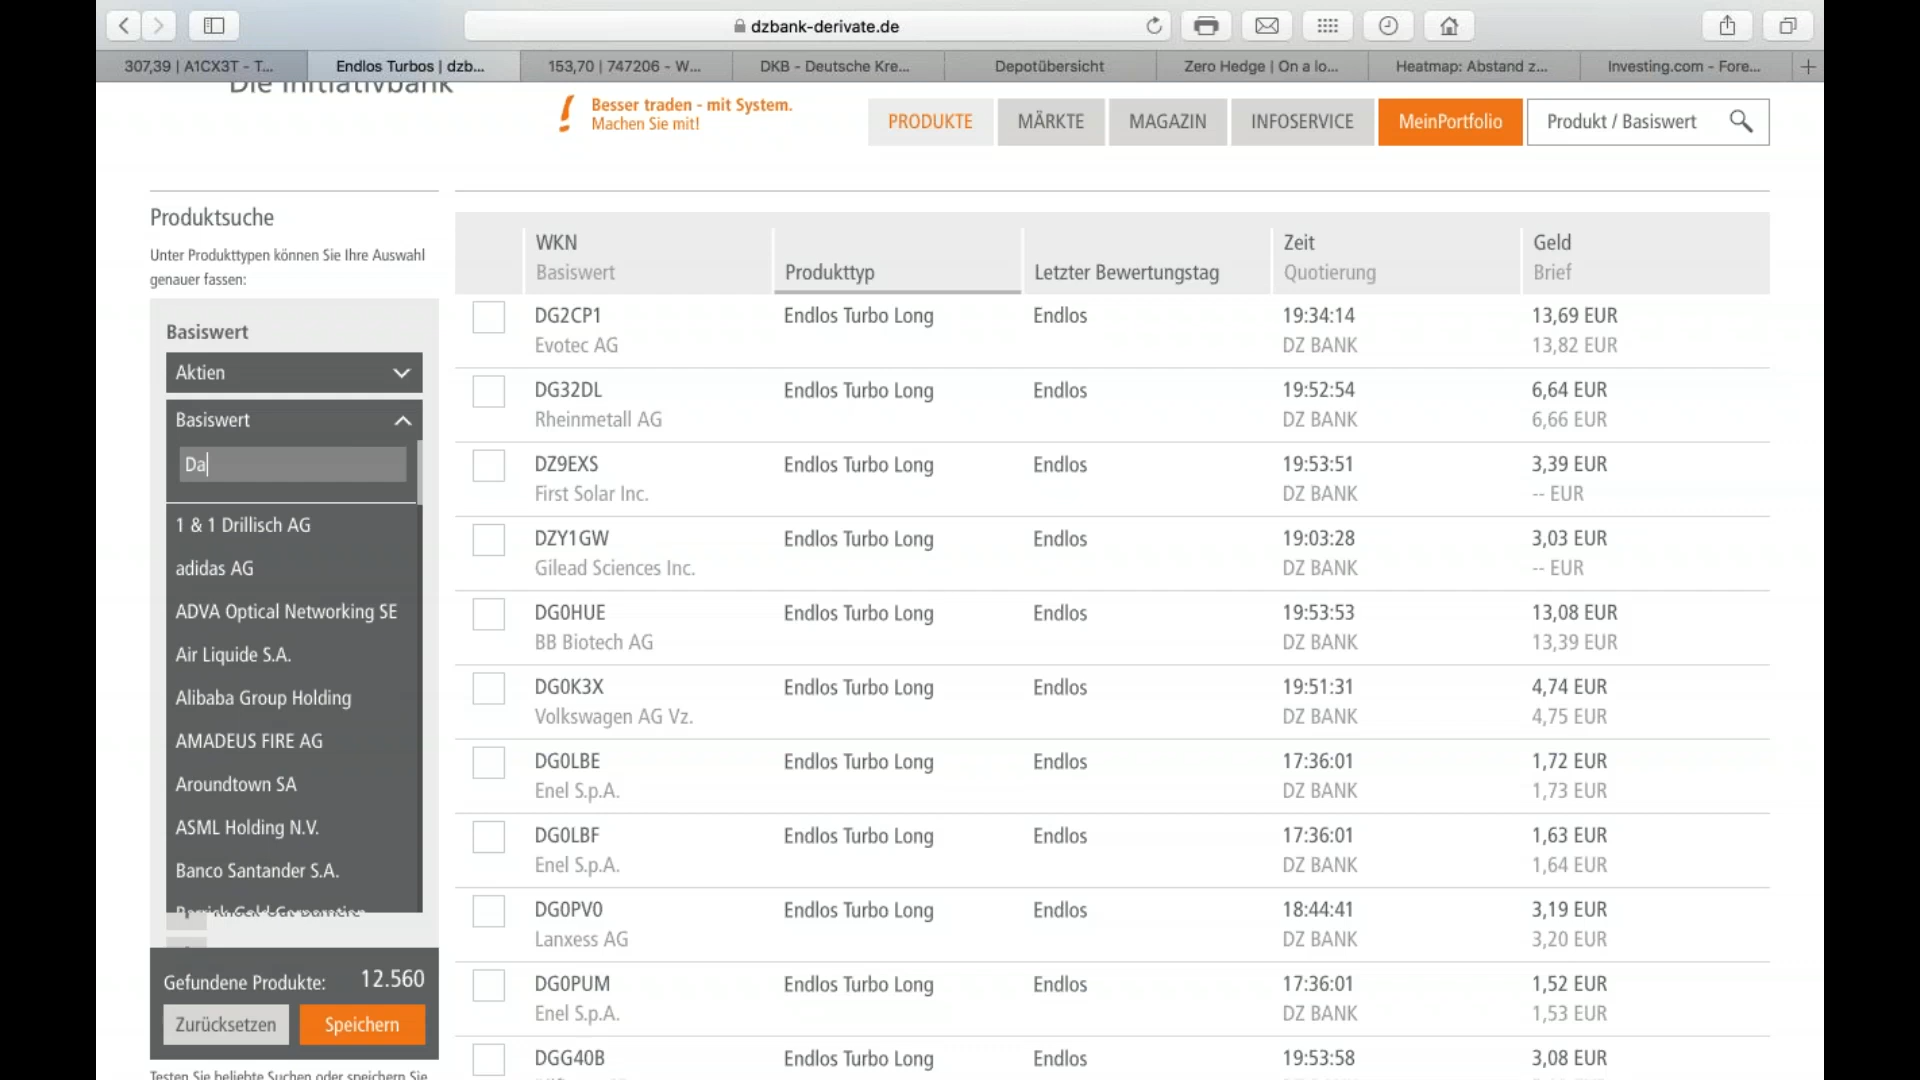 dzbank-derivate.de
307,39 | A1CX3T - T...
Endlos Turbos | dzb...
153,70 | 747206 - W...
DKB - Deutsche Kre...
Depotübersicht
Zero Hedge | On a lo...
Heatmap: Abstand z...
Investing.com - Fore...
Die Initiativbank
Besser traden - mit System.
Machen Sie mit!
PRODUKTE
MÄRKTE
MAGAZIN
INFOSERVICE
MeinPortfolio
Produkt / Basiswert
Produktsuche
Unter Produkttypen können Sie Ihre Auswahl
genauer fassen:
Basiswert
Aktien
Basiswert
Da
1 & 1 Drillisch AG
adidas AG
ADVA Optical Networking SE
Air Liquide S.A.
Alibaba Group Holding
AMADEUS FIRE AG
Aroundtown SA
ASML Holding N.V.
Banco Santander S.A.
Barrick Gold Corporation
Gefundene Produkte: 12.560
Zurücksetzen
Speichern
Testen Sie beliebte Suchen oder speichern Sie
WKN
Basiswert
Produkttyp
Letzter Bewertungstag
Zeit
Quotierung
Geld
Brief
DG2CP1 Endlos Turbo Long Endlos 19:34:14 13,69 EUR
Evotec AG DZ BANK 13,82 EUR
DG32DL Endlos Turbo Long Endlos 19:52:54 6,64 EUR
Rheinmetall AG DZ BANK 6,66 EUR
DZ9EXS Endlos Turbo Long Endlos 19:53:51 3,39 EUR
First Solar Inc. DZ BANK -- EUR
DZY1GW Endlos Turbo Long Endlos 19:03:28 3,03 EUR
Gilead Sciences Inc. DZ BANK -- EUR
DG0HUE Endlos Turbo Long Endlos 19:53:53 13,08 EUR
BB Biotech AG DZ BANK 13,39 EUR
DG0K3X Endlos Turbo Long Endlos 19:51:31 4,74 EUR
Volkswagen AG Vz. DZ BANK 4,75 EUR
DG0LBE Endlos Turbo Long Endlos 17:36:01 1,72 EUR
Enel S.p.A. DZ BANK 1,73 EUR
DG0LBF Endlos Turbo Long Endlos 17:36:01 1,63 EUR
Enel S.p.A. DZ BANK 1,64 EUR
DG0PV0 Endlos Turbo Long Endlos 18:44:41 3,19 EUR
Lanxess AG DZ BANK 3,20 EUR
DG0PUM Endlos Turbo Long Endlos 17:36:01 1,52 EUR
Enel S.p.A. DZ BANK 1,53 EUR
DGG40B Endlos Turbo Long Endlos 19:53:58 3,08 EUR